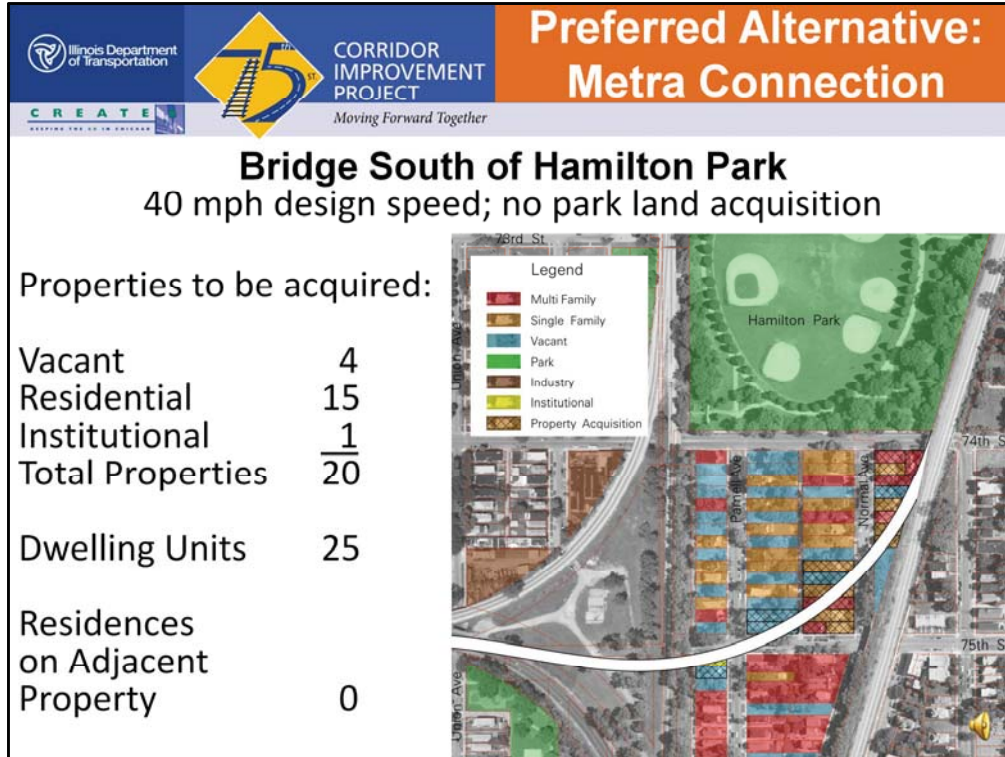 Illinois Department
of Transportation
CREATE
75th ST.
CORRIDOR
IMPROVEMENT
PROJECT
Moving Forward Together
Preferred Alternative:
Metra Connection
Bridge South of Hamilton Park
40 mph design speed; no park land acquisition
Properties to be acquired:
Vacant 4
Residential 15
Institutional 1
Total Properties 20
Dwelling Units 25
Residences
on Adjacent
Property 0
73rd St
Legend
Multi Family
Single Family
Vacant
Park
Industry
Institutional
Property Acquisition
Hamilton Park
Union Ave
74th S
Parnell Ave
Normal Ave
75th S
Union Ave